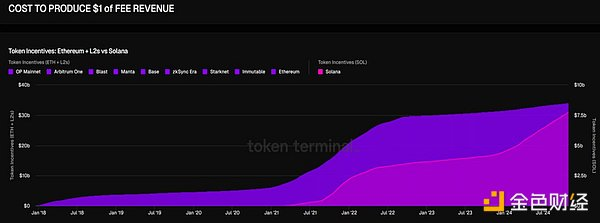 COST TO PRODUCE $1 of FEE REVENUE
Token Incentives: Ethereum + L2s vs Solana
Token Incentives (ETH + L2s)
Token Incentives (SOL)
OP Mainnet Arbitrum One Blast Manta Base zkSync Era Starknet Immutable Ethereum Solana
$40b $10b
$30b $7.5b
$20b $5b
$10b $2.5b
$0 $0
Token Incentives (ETH + L2s)
Token Incentives (SOL)
token terminal
Jan '18 Jul '18 Jan '19 Jul '19 Jan '20 Jul '20 Jan '21 Jul '21 Jan '22 Jul '22 Jan '23 Jul '23 Jan '24 Jul '24
金色财经